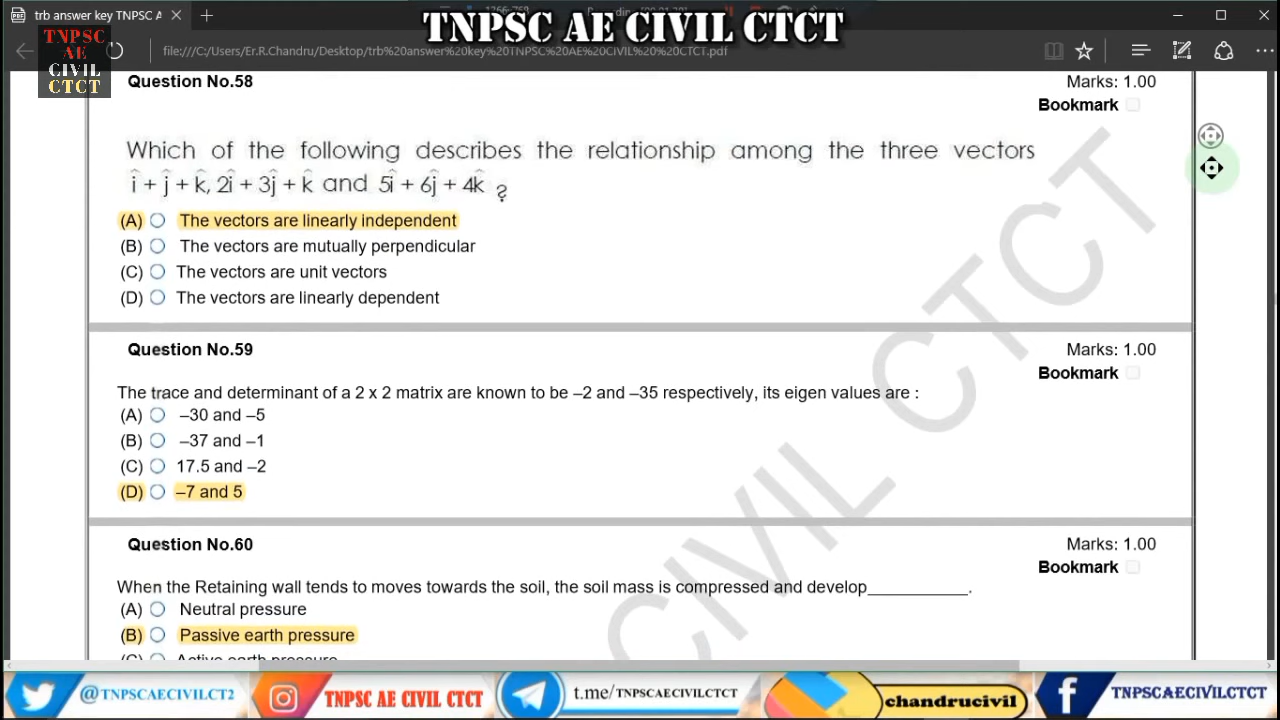 trb answer key TNPSC A
TNPSC AE CIVIL CTCT
TNPSC
AE
CIVIL
CTCT
file:///C:/Users/Er.R.Chandru/Desktop/trb%20answer%20key%20TNPSC%20AE%20CIVIL%20%20CTCT.pdf
Question No.58 Marks: 1.00
Bookmark
Which of the following describes the relationship among the three vectors
î + ĵ + k̂, 2î + 3ĵ + k̂ and 5î + 6ĵ + 4k̂ ?
(A) The vectors are linearly independent
(B) The vectors are mutually perpendicular
(C) The vectors are unit vectors
(D) The vectors are linearly dependent
Question No.59 Marks: 1.00
Bookmark
The trace and determinant of a 2 x 2 matrix are known to be –2 and –35 respectively, its eigen values are :
(A) –30 and –5
(B) –37 and –1
(C) 17.5 and –2
(D) –7 and 5
Question No.60 Marks: 1.00
Bookmark
When the Retaining wall tends to moves towards the soil, the soil mass is compressed and develop___________.
(A) Neutral pressure
(B) Passive earth pressure
(C) Active earth pressure
CIVIL CTCT
@TNPSCAECIVILCT2 TNPSC AE CIVIL CTCT t.me/TNPSCAECIVILCTCT chandrucivil TNPSCAECIVILCTCT